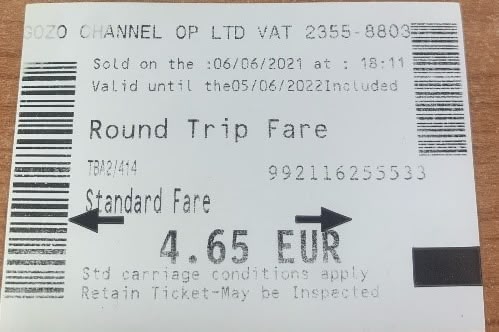 GOZO CHANNEL OP LTD VAT 2355-8803
Sold on the :06/06/2021 at : 18:11
Valid until the05/06/2022Included
Round Trip Fare
TBA2/414
992116255533
Standard Fare
4.65 EUR
Std carriage conditions apply
Retain Ticket-May be Inspected